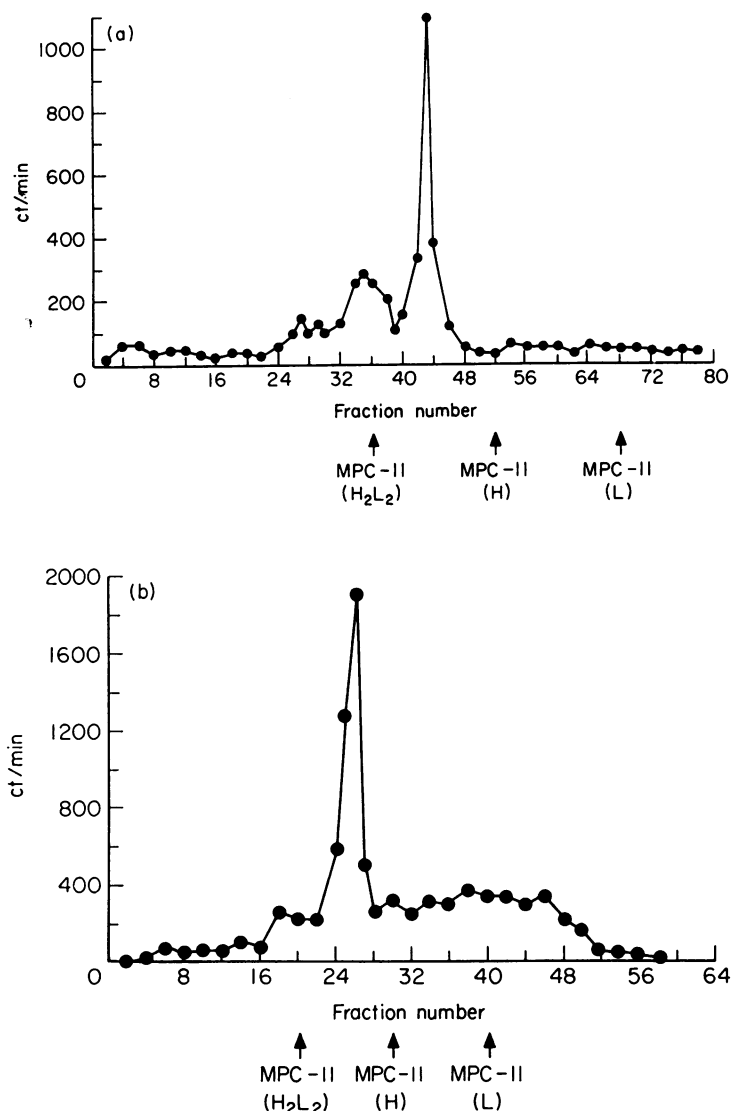 (a)
1000
800
600
400
200
0
ct/min
8 16 24 32 40 48 56 64 72 80
Fraction number
MPC-11 MPC-11 MPC-11
(H₂L₂) (H) (L)
(b)
2000
1600
1200
800
400
0
ct/min
8 16 24 32 40 48 56 64
Fraction number
MPC-11 MPC-11 MPC-11
(H₂L₂) (H) (L)